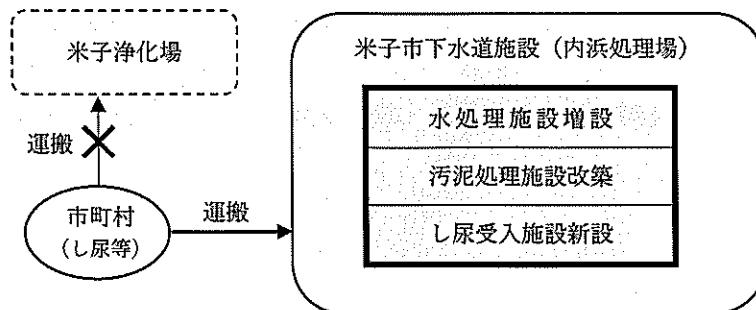 米子浄化場
米子市下水道施設(内浜処理場)
水処理施設増設
汚泥処理施設改築
し尿受入施設新設
運搬
市町村
(し尿等)
運搬